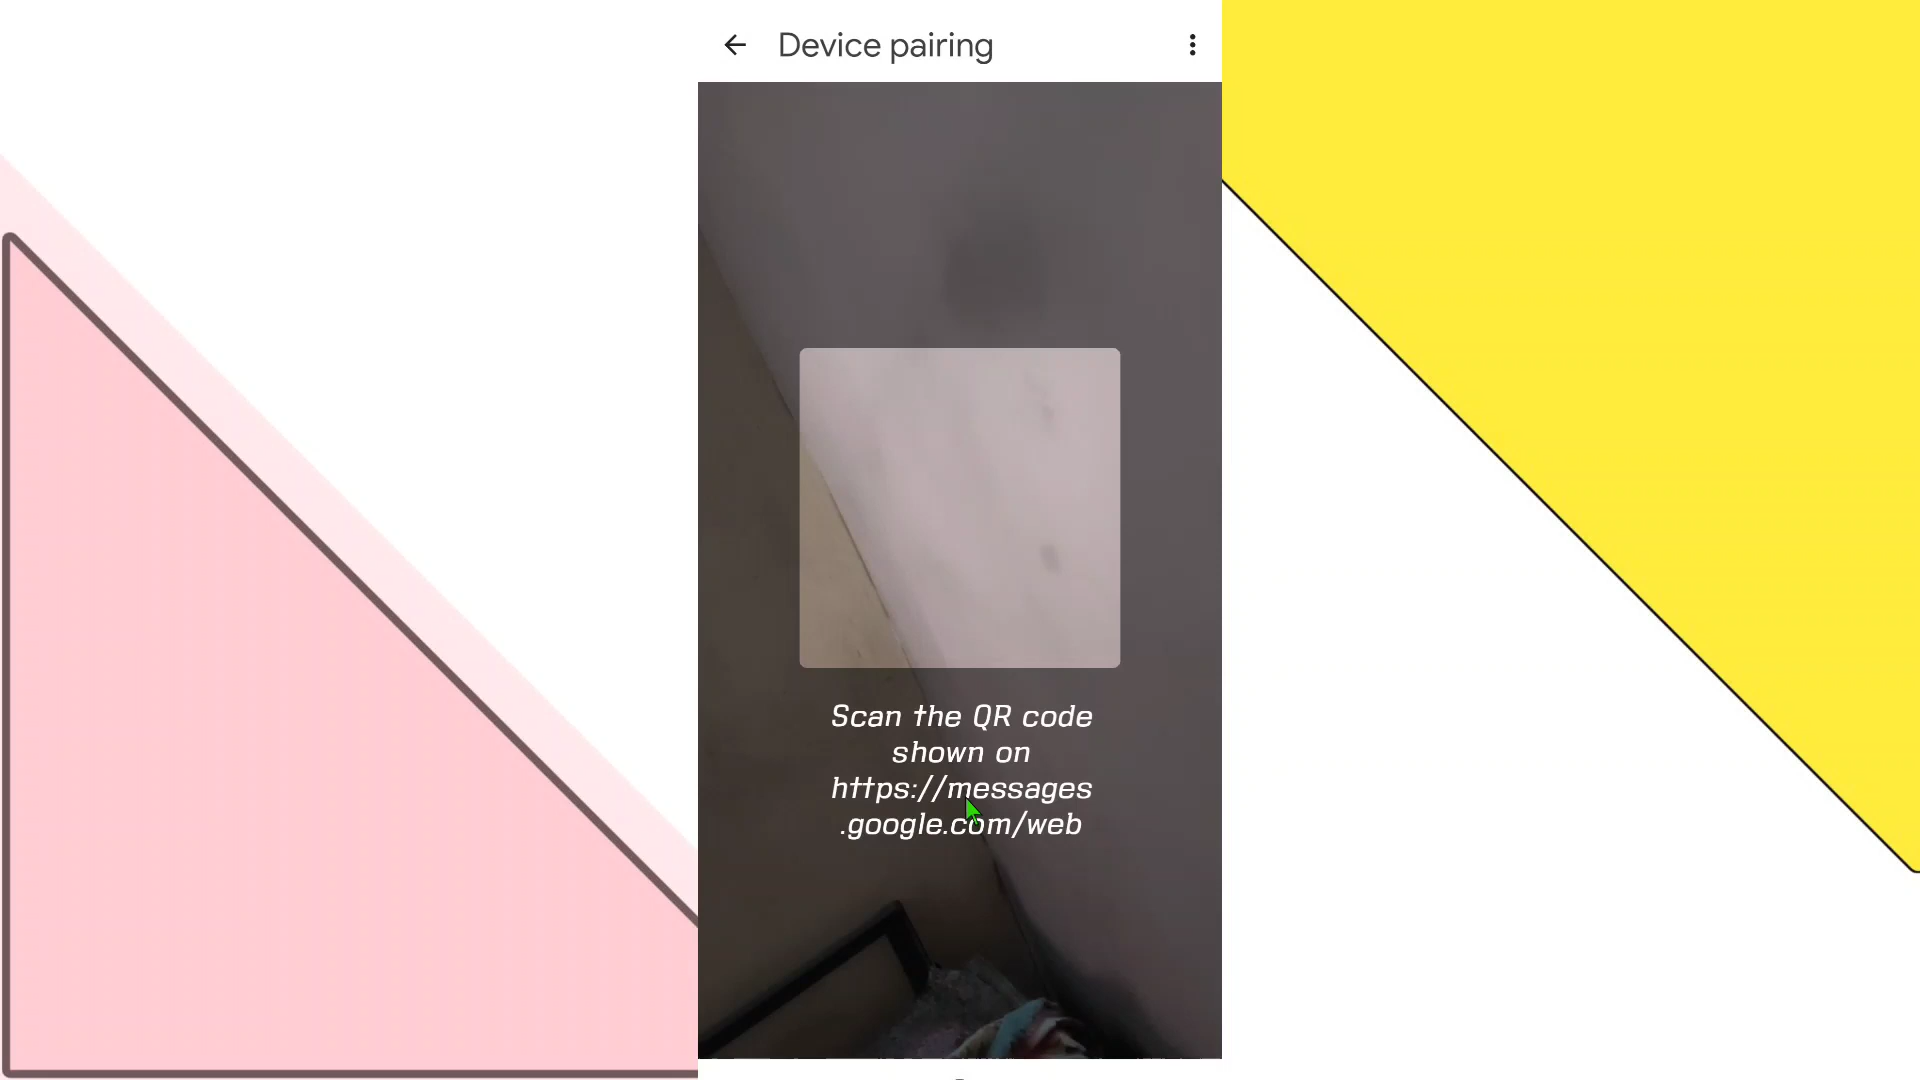 Device pairing
Scan the QR code
shown on
https://messages
.google.com/web